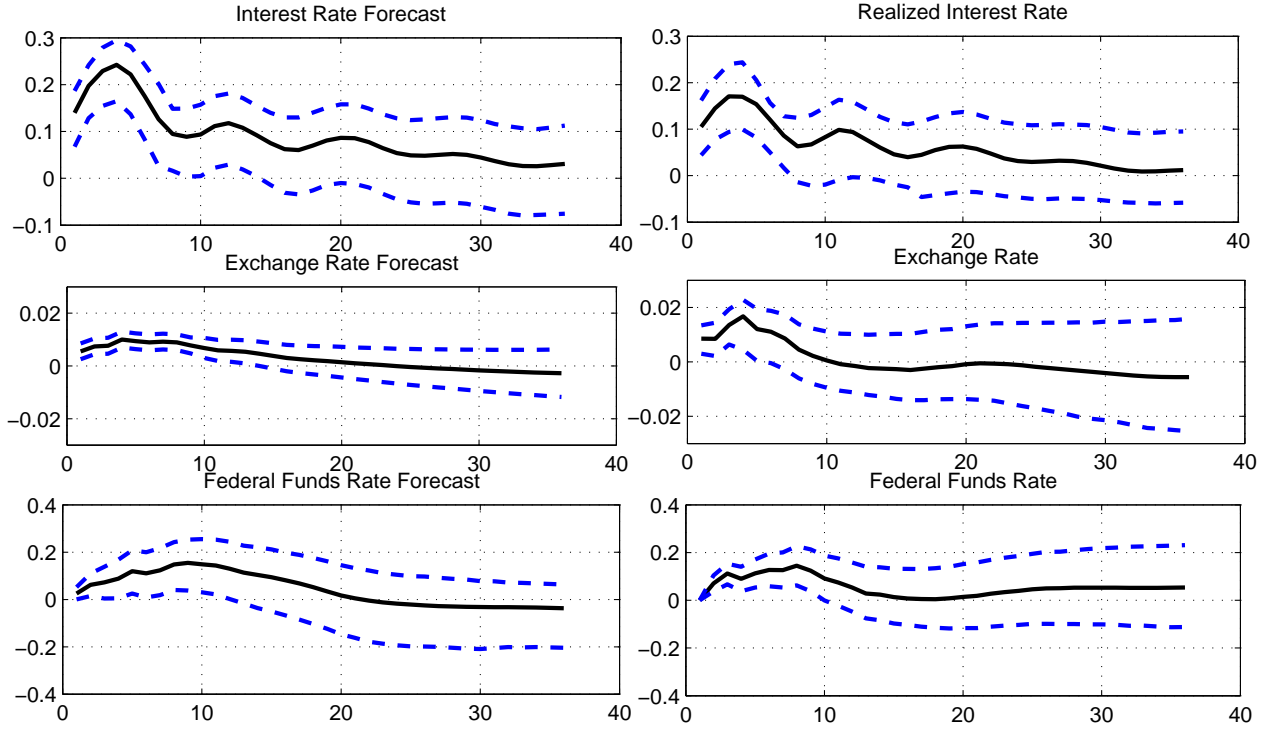 Interest Rate Forecast
Realized Interest Rate
0.3
0.2
0.1
0
−0.1
0 10 20 30 40
0.3
0.2
0.1
0
−0.1
0 10 20 30 40
Exchange Rate Forecast
Exchange Rate
0.02
0
−0.02
0 10 20 30 40
0.02
0
−0.02
0 10 20 30 40
Federal Funds Rate Forecast
Federal Funds Rate
0.4
0.2
0
−0.2
−0.4
0 10 20 30 40
0.4
0.2
0
−0.2
−0.4
0 10 20 30 40